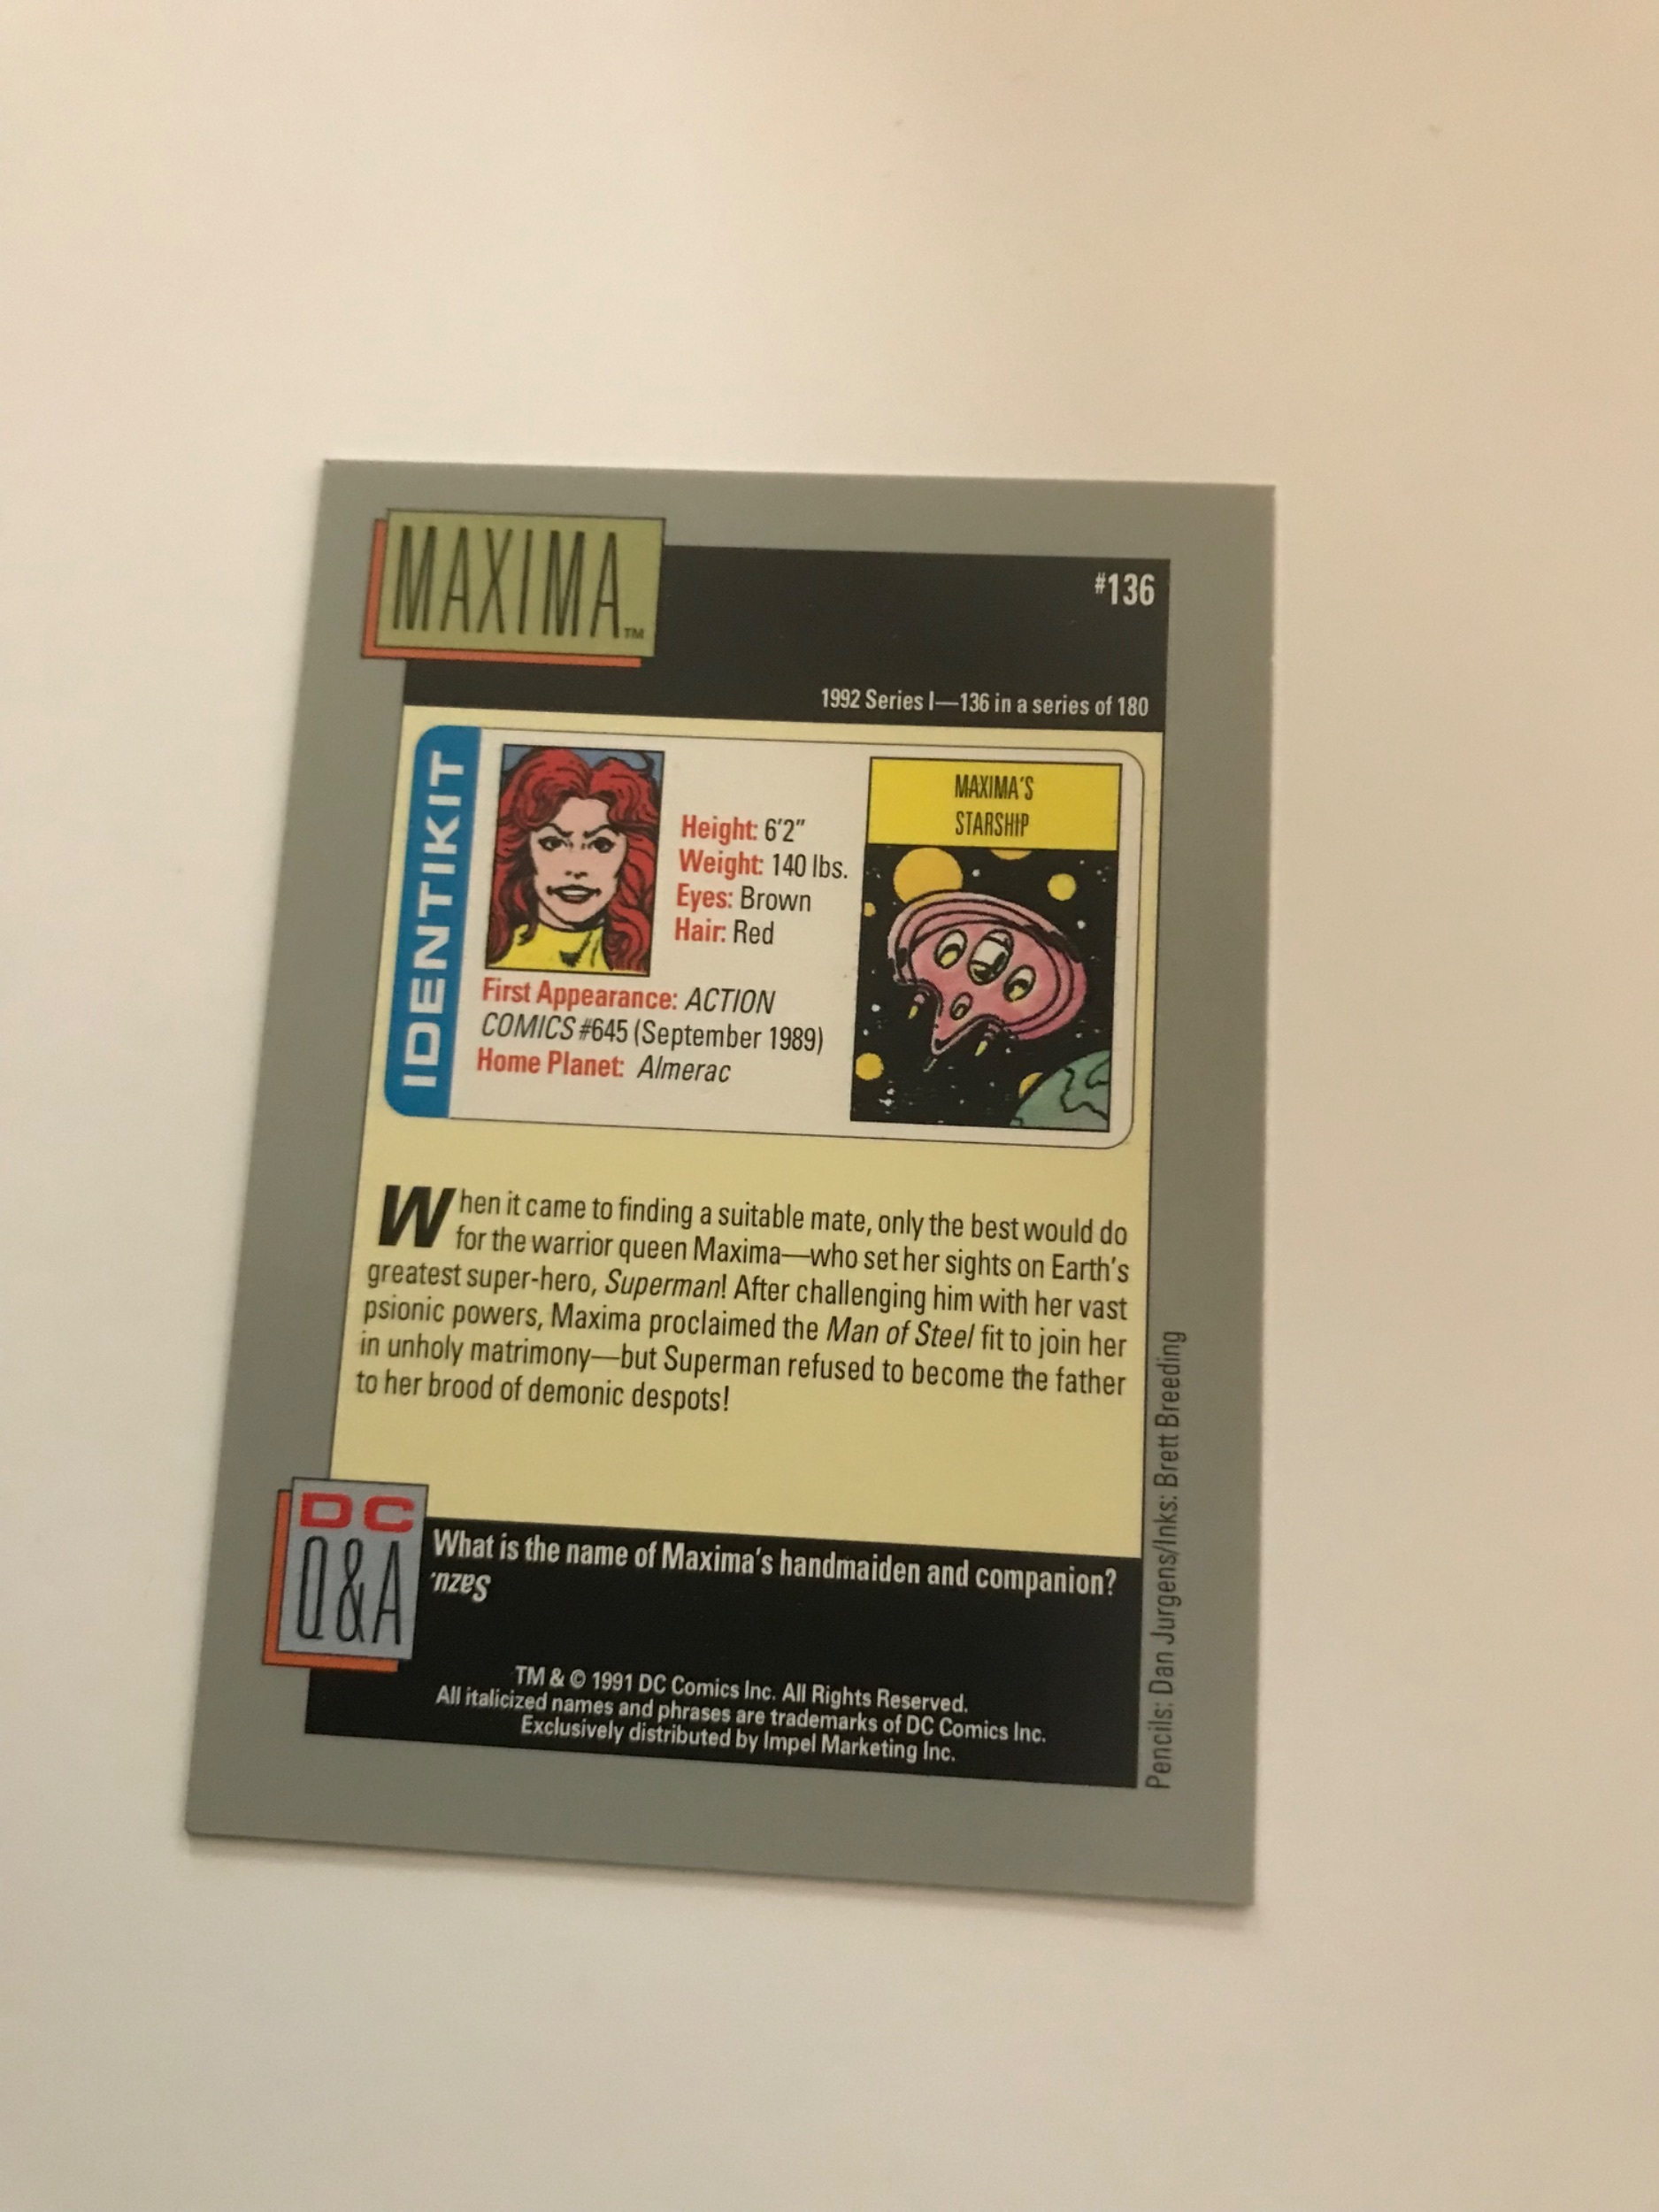 MAXIMA™
#136
1992 Series I—136 in a series of 180
IDENTIKIT
Height: 6'2"
Weight: 140 lbs.
Eyes: Brown
Hair: Red
First Appearance: ACTION
COMICS #645 (September 1989)
Home Planet: Almerac
MAXIMA'S
STARSHIP
When it came to finding a suitable mate, only the best would do
for the warrior queen Maxima—who set her sights on Earth's
greatest super-hero, Superman! After challenging him with her vast
psionic powers, Maxima proclaimed the Man of Steel fit to join her
in unholy matrimony—but Superman refused to become the father
to her brood of demonic despots!
DC
Q&A
What is the name of Maxima's handmaiden and companion?
Sazu.
TM & © 1991 DC Comics Inc. All Rights Reserved.
All italicized names and phrases are trademarks of DC Comics Inc.
Exclusively distributed by Impel Marketing Inc.
Pencils: Dan Jurgens/Inks: Brett Breeding